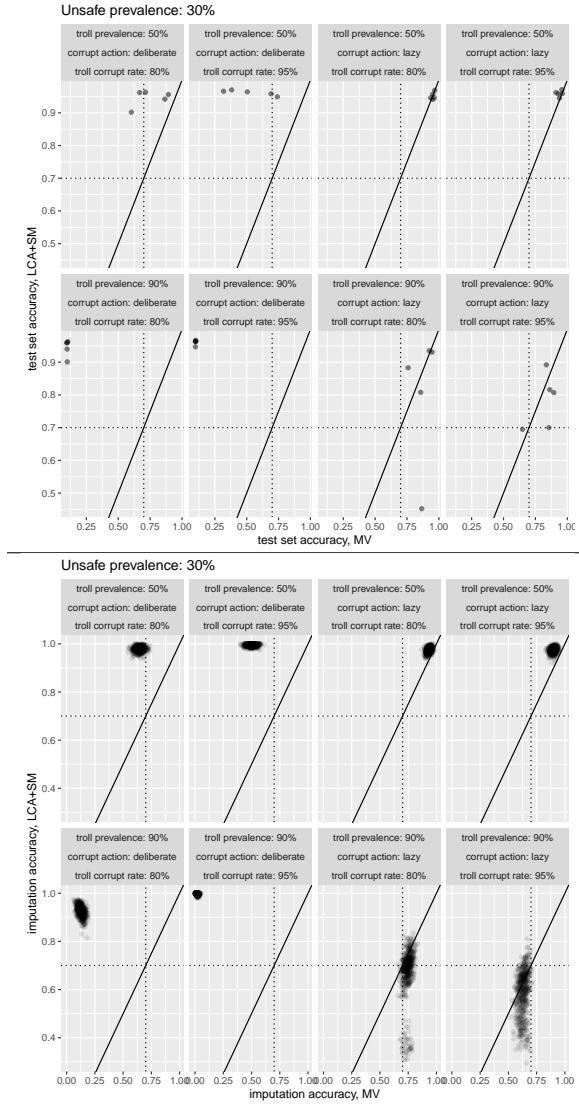 Unsafe prevalence: 30%
troll prevalence: 50% troll prevalence: 50% troll prevalence: 50% troll prevalence: 50%
corrupt action: deliberate corrupt action: deliberate corrupt action: lazy corrupt action: lazy
troll corrupt rate: 80% troll corrupt rate: 95% troll corrupt rate: 80% troll corrupt rate: 95%
0.9
0.7
0.6
0.5
test set accuracy, LCA+SM
troll prevalence: 90% troll prevalence: 90% troll prevalence: 90% troll prevalence: 90%
corrupt action: deliberate corrupt action: deliberate corrupt action: lazy corrupt action: lazy
troll corrupt rate: 80% troll corrupt rate: 95% troll corrupt rate: 80% troll corrupt rate: 95%
0.9
0.8
0.7
0.6
0.5
0.25 0.50 0.75 1.00 0.25 0.50 0.75 1.00 0.25 0.50 0.75 1.00 0.25 0.50 0.75 1.00
test set accuracy, MV
Unsafe prevalence: 30%
troll prevalence: 50% troll prevalence: 50% troll prevalence: 50% troll prevalence: 50%
corrupt action: deliberate corrupt action: deliberate corrupt action: lazy corrupt action: lazy
troll corrupt rate: 80% troll corrupt rate: 95% troll corrupt rate: 80% troll corrupt rate: 95%
1.0
0.8
0.6
0.4
imputation accuracy, LCA+SM
troll prevalence: 90% troll prevalence: 90% troll prevalence: 90% troll prevalence: 90%
corrupt action: deliberate corrupt action: deliberate corrupt action: lazy corrupt action: lazy
troll corrupt rate: 80% troll corrupt rate: 95% troll corrupt rate: 80% troll corrupt rate: 95%
1.0
0.8
0.6
0.4
0.00 0.25 0.50 0.75 1.00 0.00 0.25 0.50 0.75 1.00 0.00 0.25 0.50 0.75 1.00 0.00 0.25 0.50 0.75 1.00
imputation accuracy, MV